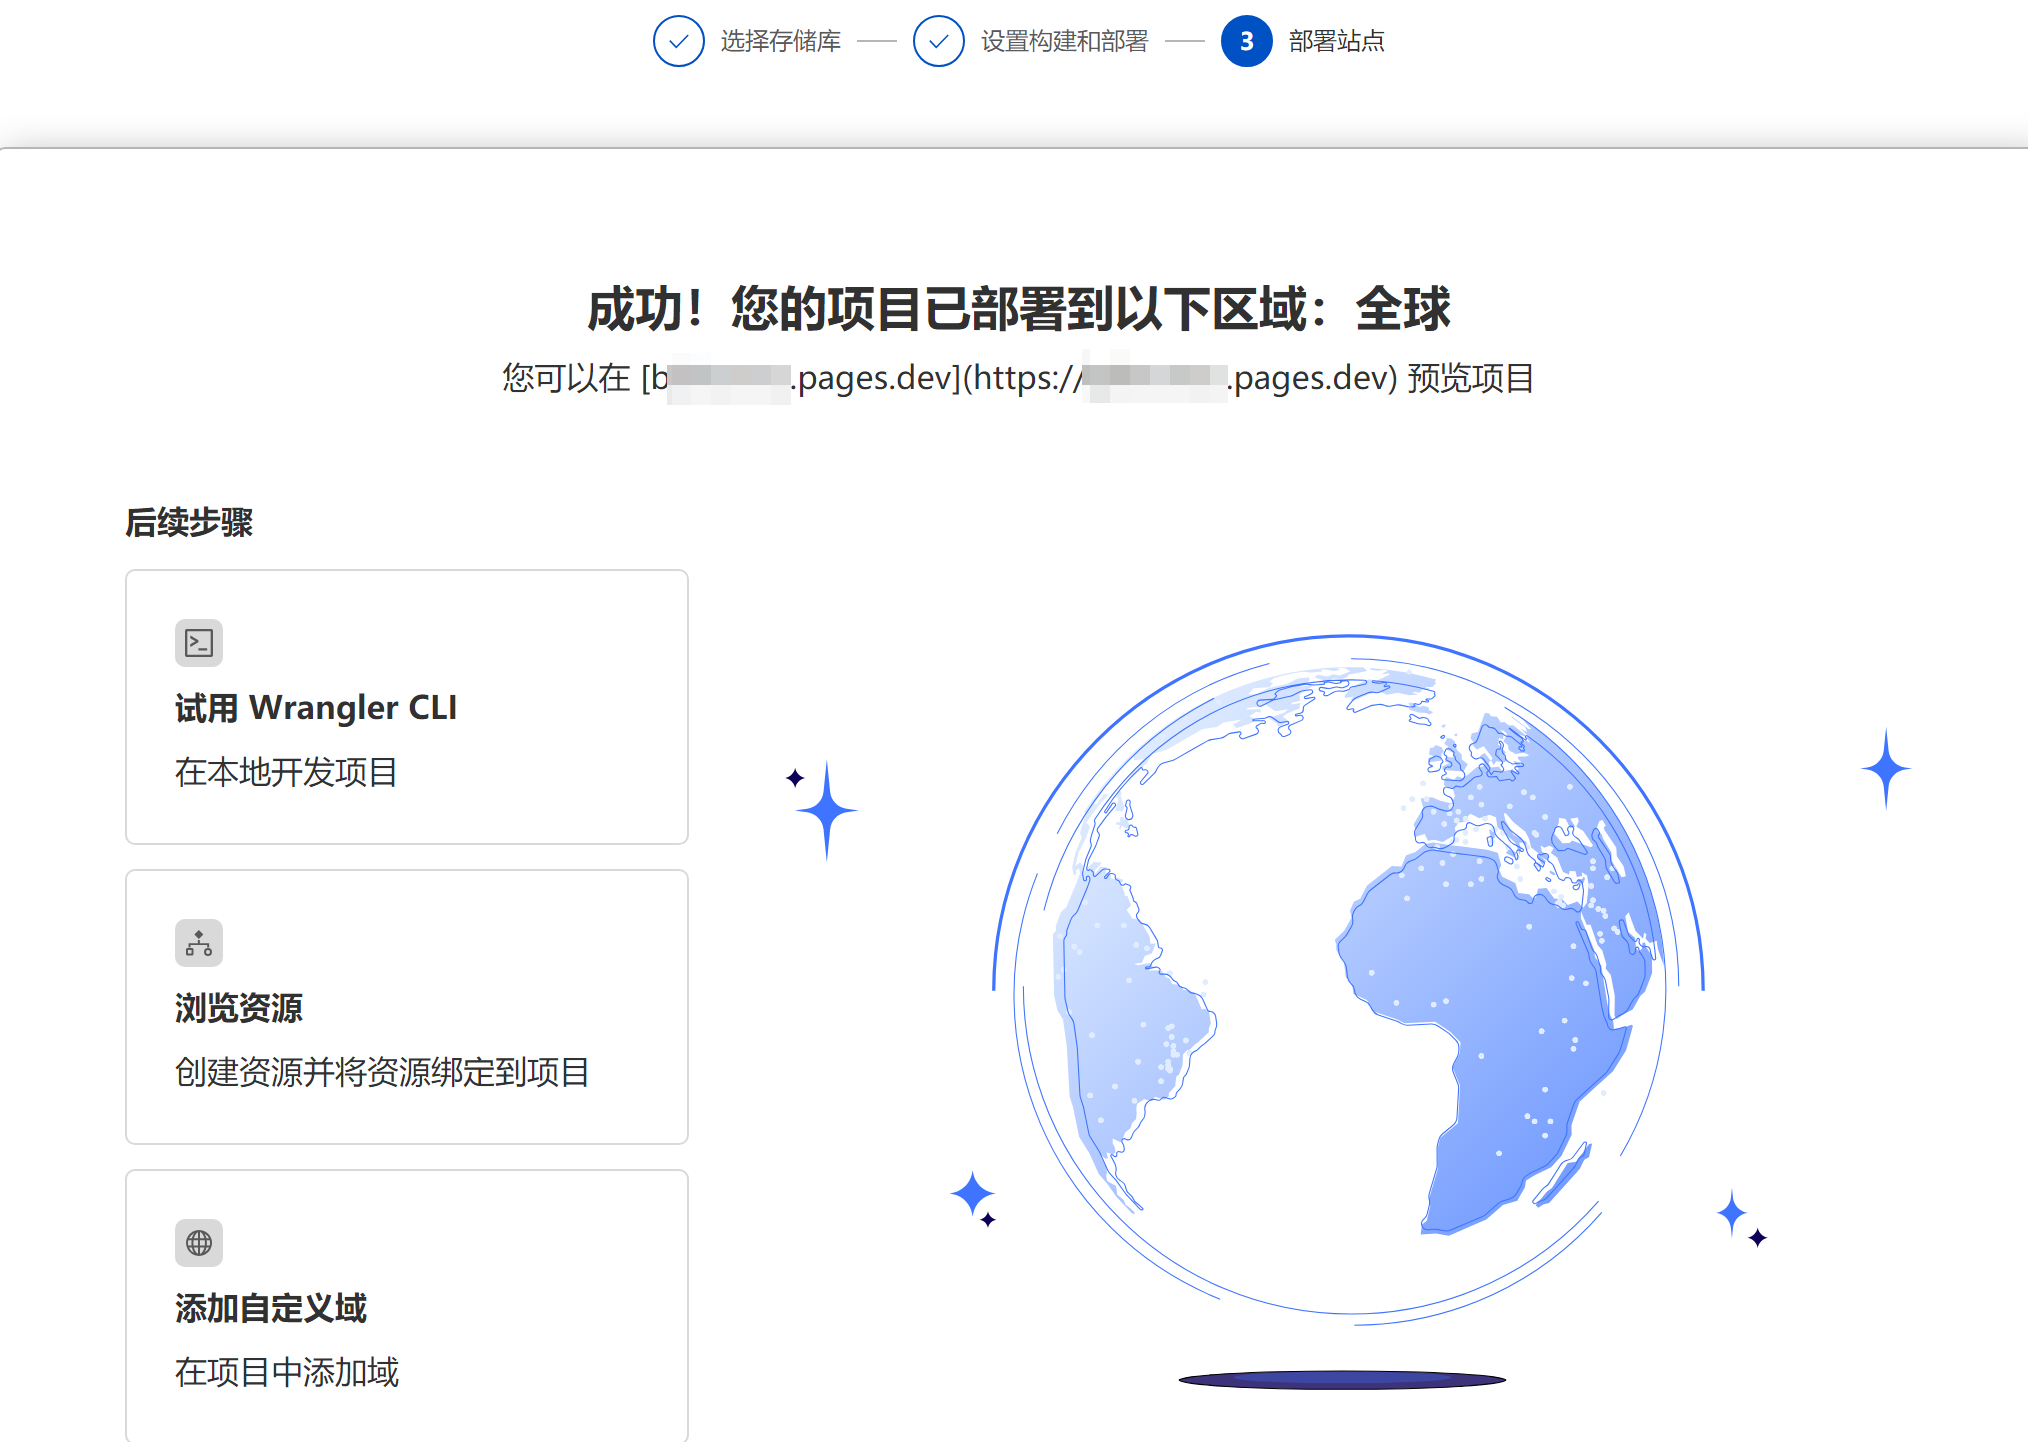 选择存储库
设置构建和部署
3 部署站点
成功！您的项目已部署到以下区域：全球
您可以在 [b .pages.dev](https:// .pages.dev) 预览项目
后续步骤
试用 Wrangler CLI
在本地开发项目
浏览资源
创建资源并将资源绑定到项目
添加自定义域
在项目中添加域